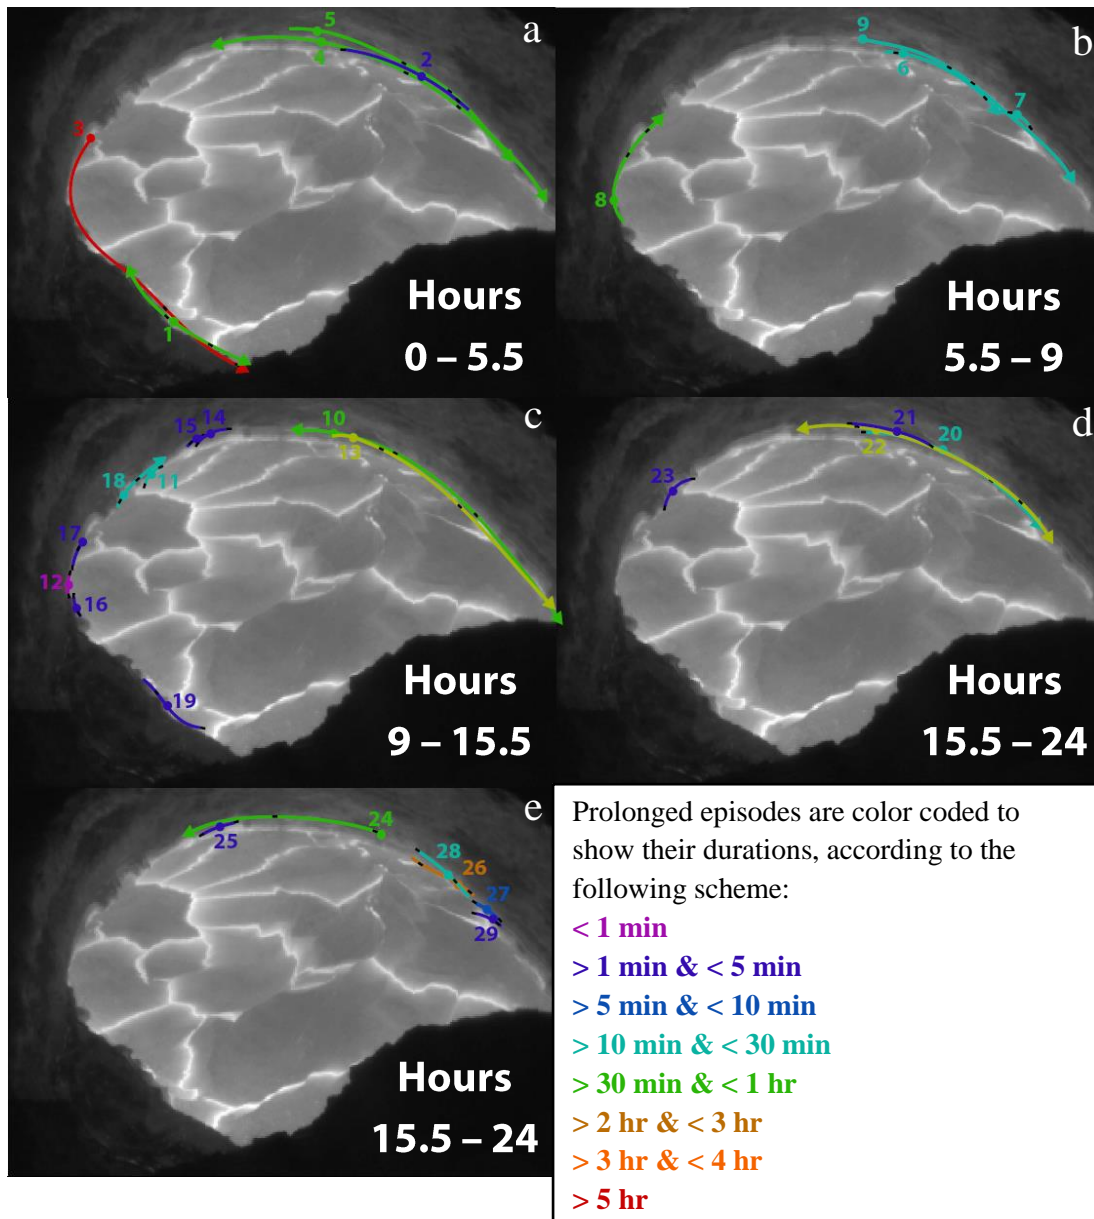 a
5
4
2
3
1
Hours
0 – 5.5
b
9
6
7
8
Hours
5.5 – 9
c
15 14
10
13
18 11
17
12
16
19
Hours
9 – 15.5
d
21
20
22
23
Hours
15.5 – 24
e
24
25
28
26
27
29
Hours
15.5 – 24
Prolonged episodes are color coded to
show their durations, according to the
following scheme:
< 1 min
> 1 min & < 5 min
> 5 min & < 10 min
> 10 min & < 30 min
> 30 min & < 1 hr
> 2 hr & < 3 hr
> 3 hr & < 4 hr
> 5 hr